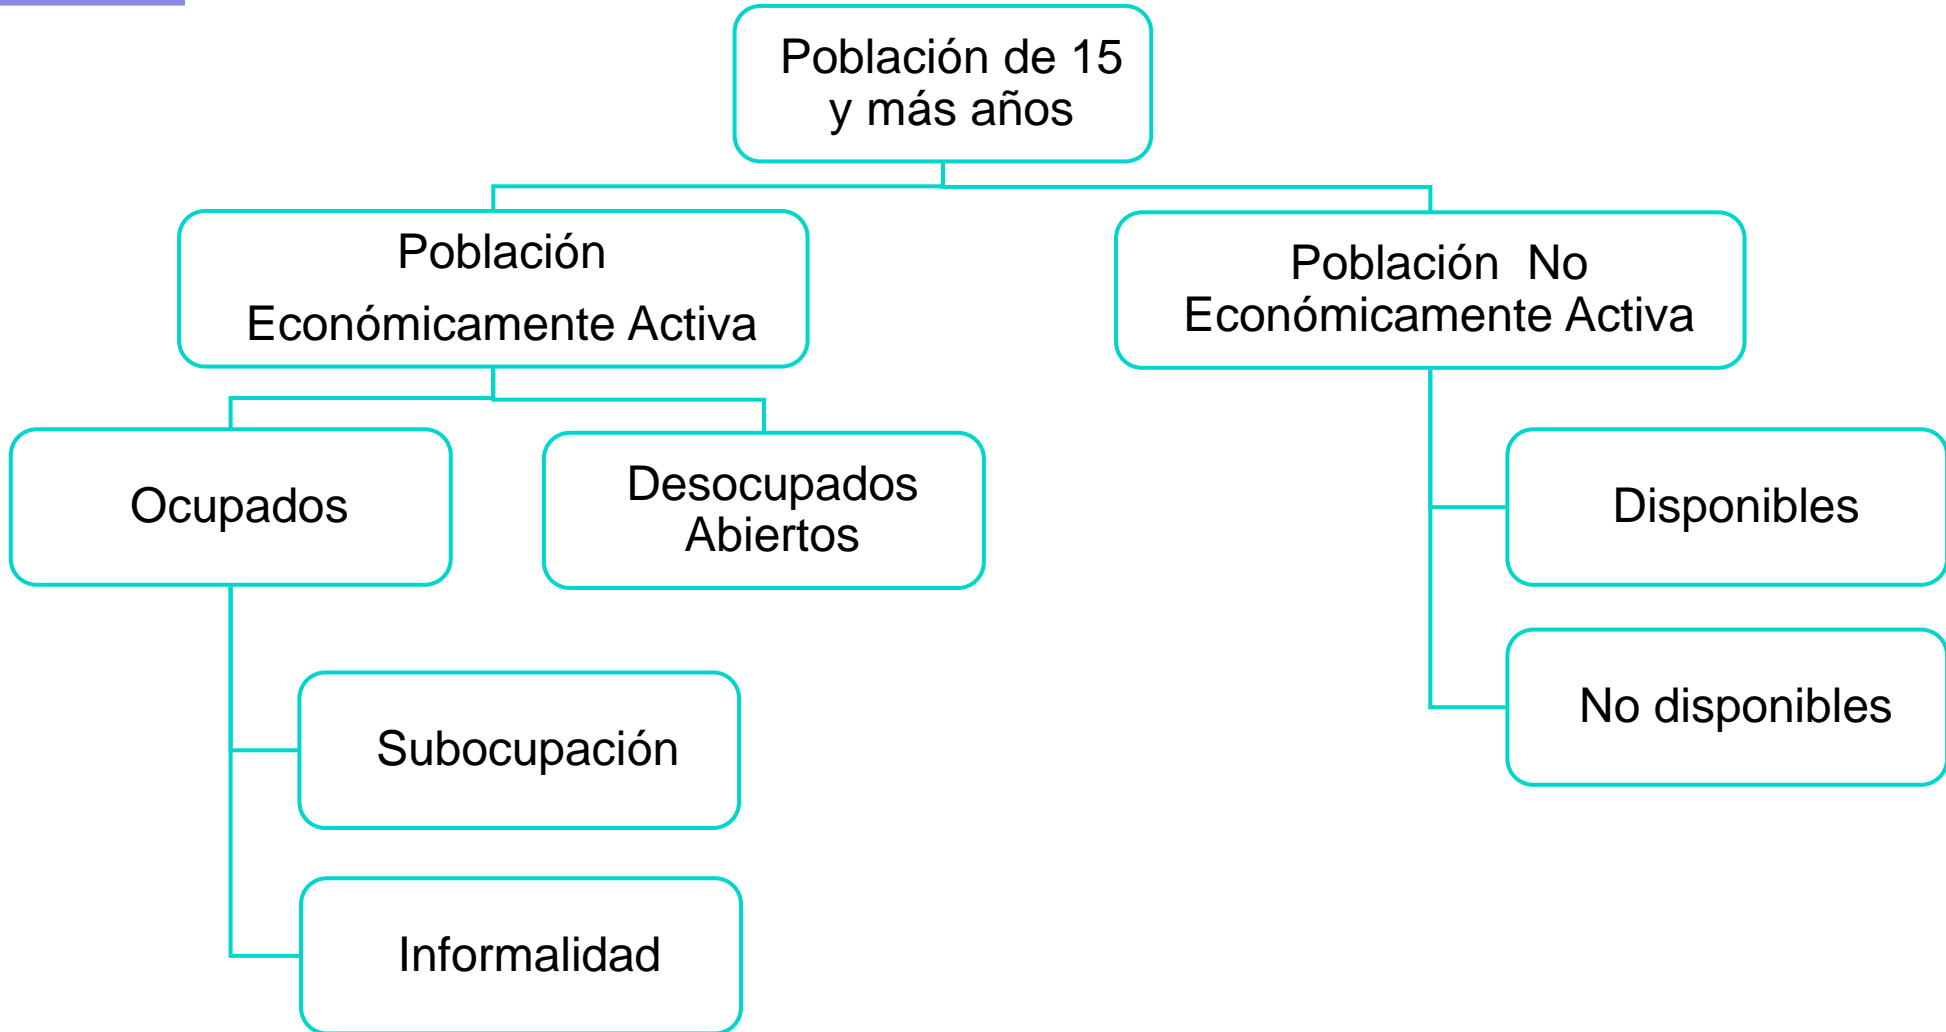 Población de 15
y más años
Población
Económicamente Activa
Población No
Económicamente Activa
Ocupados
Desocupados
Abiertos
Disponibles
No disponibles
Subocupación
Informalidad